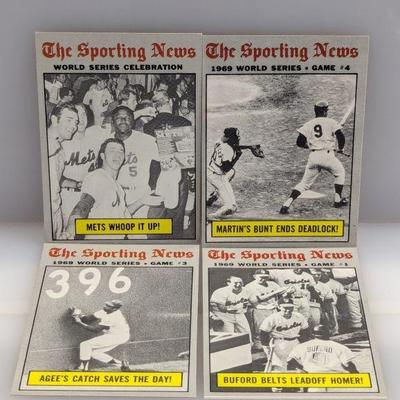 The Sporting News
WORLD SERIES CELEBRATION
Mets
5
METS WHOOP IT UP!
The Sporting News
1969 WORLD SERIES • GAME #4
9
MARTIN'S BUNT ENDS DEADLOCK!
The Sporting News
1969 WORLD SERIES • GAME #3
396
AGEE'S CATCH SAVES THE DAY!
The Sporting News
1969 WORLD SERIES • GAME #1
BUFORD
BUFORD BELTS LEADOFF HOMER!